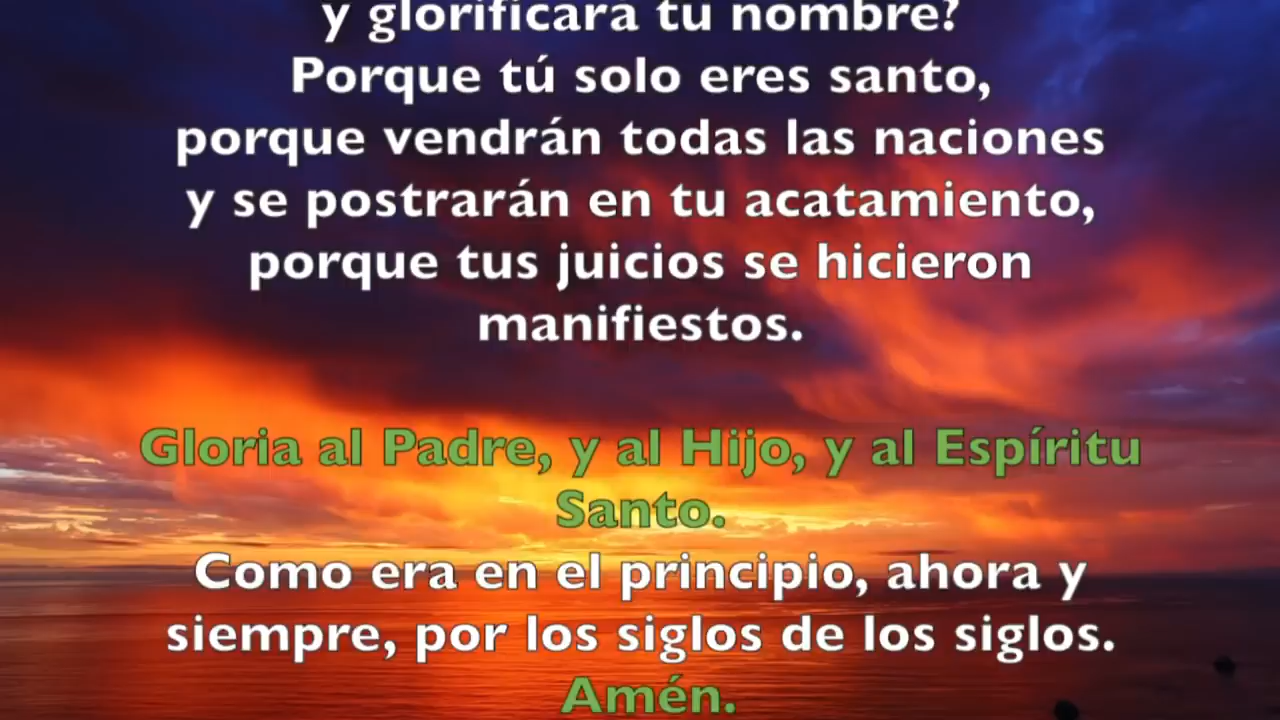 y glorificará tu nombre?
Porque tú solo eres santo,
porque vendrán todas las naciones
y se postrarán en tu acatamiento,
porque tus juicios se hicieron
manifiestos.
Gloria al Padre, y al Hijo, y al Espíritu
Santo.
Como era en el principio, ahora y
siempre, por los siglos de los siglos.
Amén.